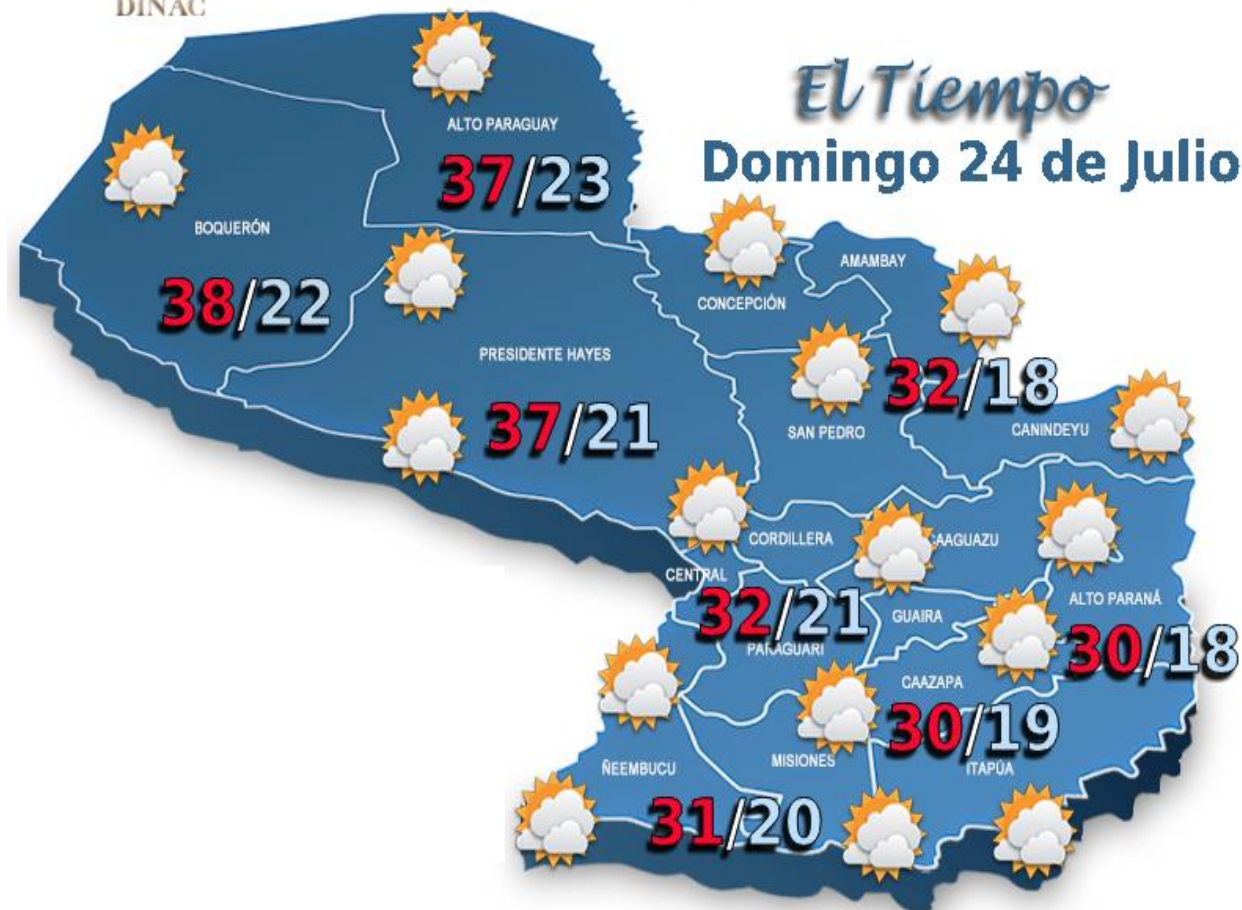 DINAC
El Tiempo
Domingo 24 de Julio
ALTO PARAGUAY
37/23
BOQUERÓN
38/22
AMAMBAY
CONCEPCIÓN
PRESIDENTE HAYES
37/21
32/18
SAN PEDRO
CANINDEYU
CORDILLERA
CAAGUAZU
CENTRAL
32/21
GUAIRA
ALTO PARANÁ
30/18
PARAGUARI
CAAZAPA
30/19
MISIONES
ITAPÚA
ÑEEMBUCU
31/20